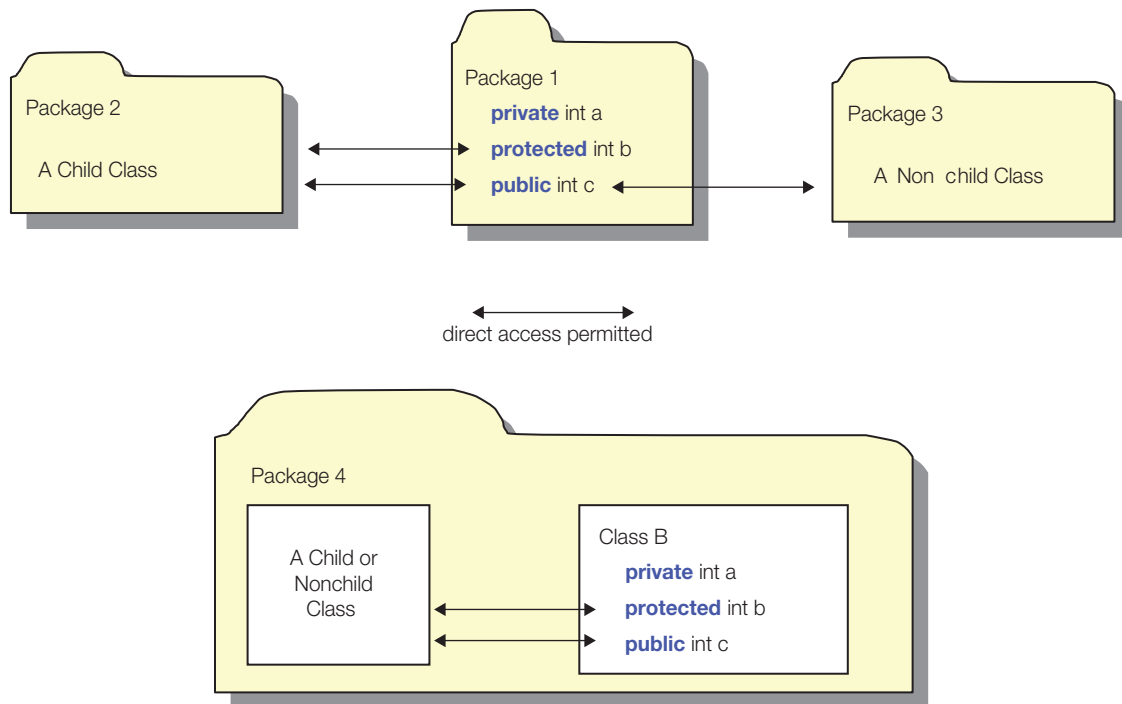 Package 2
A Child Class
Package 1
private int a
protected int b
public int c
Package 3
A Non child Class
direct access permitted
Package 4
A Child or
Nonchild
Class
Class B
private int a
protected int b
public int c